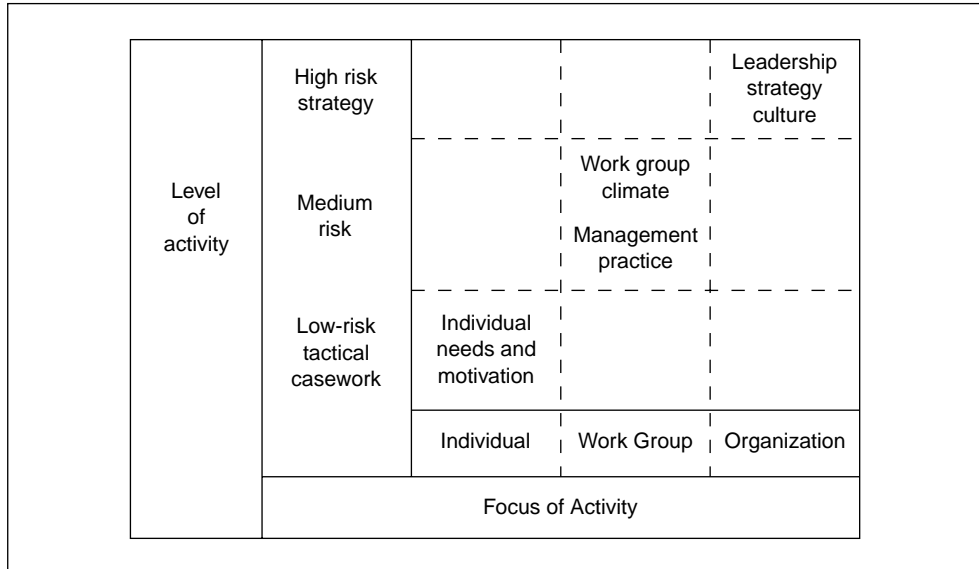 High risk
strategy
Leadership
strategy
culture
Level
of
activity
Medium
risk
Work group
climate
Management
practice
Low-risk
tactical
casework
Individual
needs and
motivation
Individual
Work Group
Organization
Focus of Activity